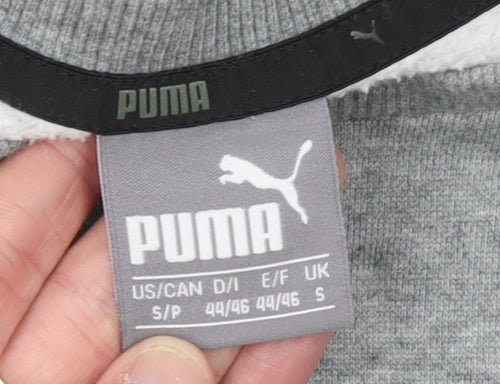 PUMA
PUMA
US/CAN D/I E/F UK
S/P 44/46 44/46 S